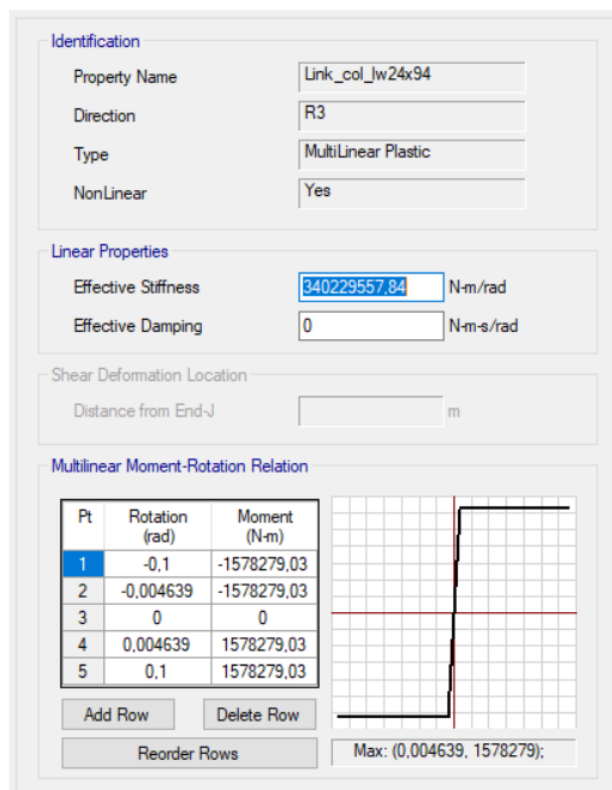 Identification
Property Name Link_col_lw24x94
Direction R3
Type MultiLinear Plastic
NonLinear Yes
Linear Properties
Effective Stiffness 340229557,84 N-m/rad
Effective Damping 0 N-m-s/rad
Shear Deformation Location
Distance from End-J m
Multilinear Moment-Rotation Relation
Pt Rotation (rad) Moment (N-m)
1 -0,1 -1578279,03
2 -0,004639 -1578279,03
3 0 0
4 0,004639 1578279,03
5 0,1 1578279,03
Add Row Delete Row
Reorder Rows Max: (0,004639, 1578279);